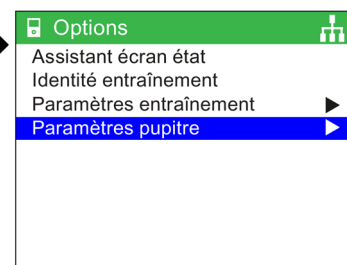 Options
Assistant écran état
Identité entraînement
Paramètres entraînement
Paramètres pupitre